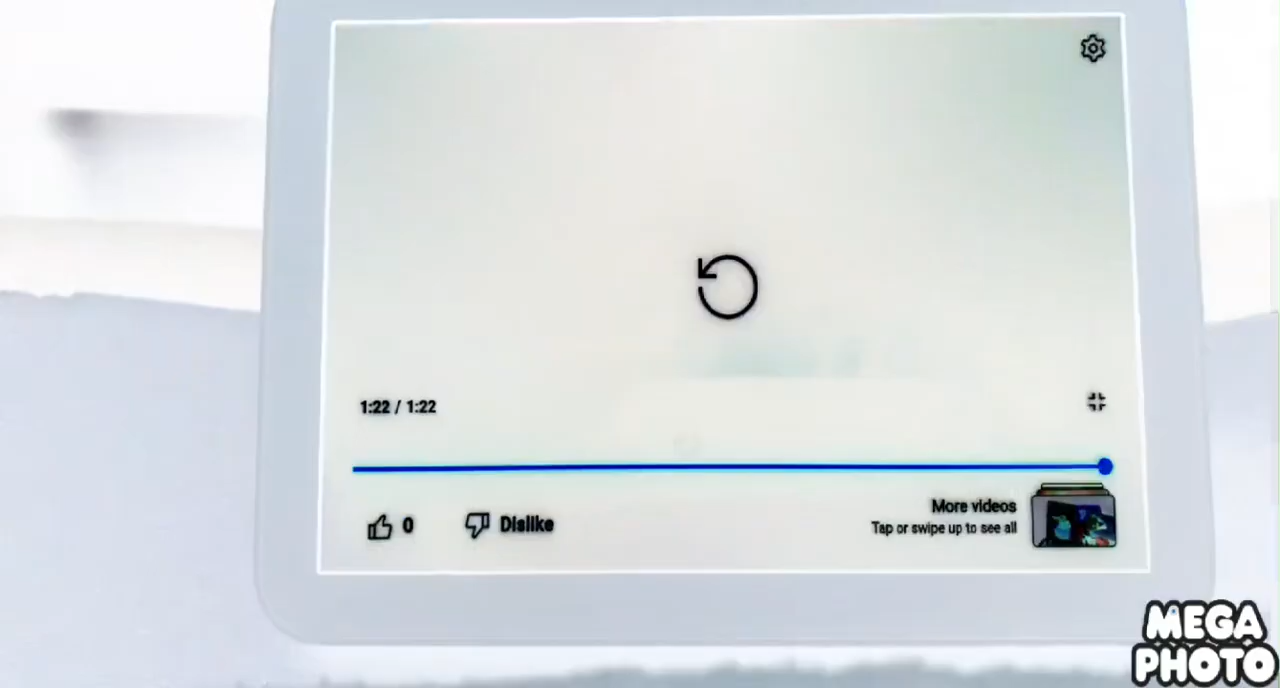 1:22 / 1:22
0
Dislike
More videos
Tap or swipe up to see all
MEGA
PHOTO